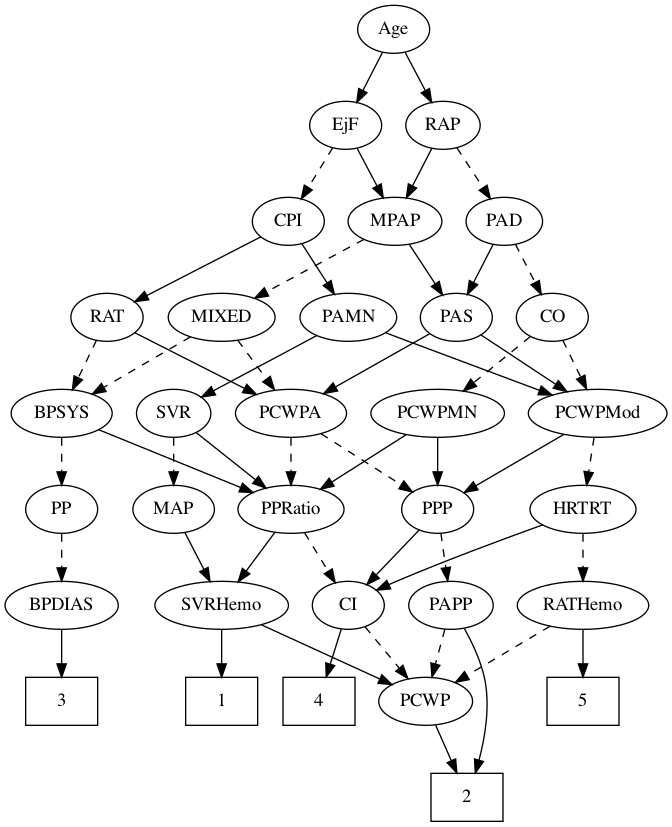 Age
EjF
RAP
CPI
MPAP
PAD
RAT
MIXED
PAMN
PAS
CO
BPSYS
SVR
PCWPA
PCWPMN
PCWPMod
PP
MAP
PPRatio
PPP
HRTRT
BPDIAS
SVRHemo
CI
PAPP
RATHemo
3
1
4
PCWP
5
2